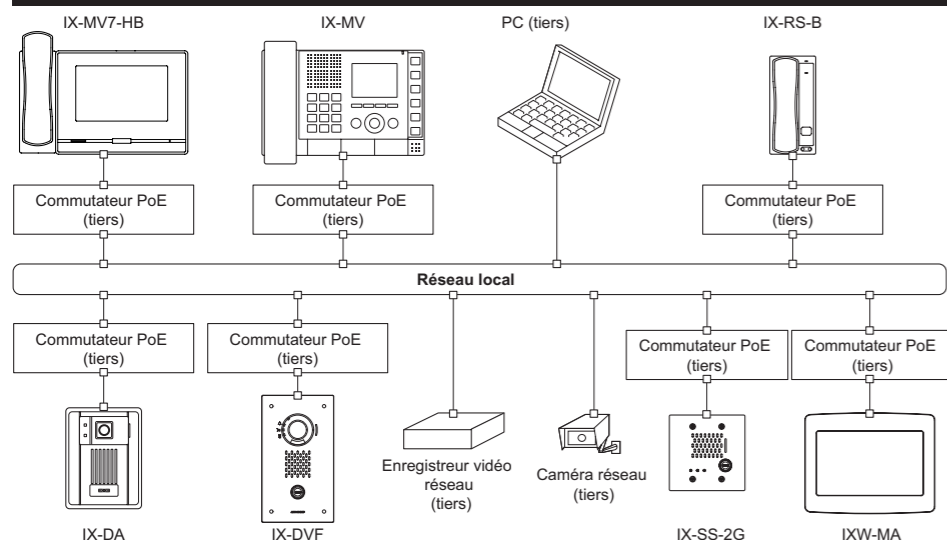 IX-MV7-HB
IX-MV
PC (tiers)
IX-RS-B
Commutateur PoE
(tiers)
Commutateur PoE
(tiers)
Commutateur PoE
(tiers)
Réseau local
Commutateur PoE
(tiers)
Commutateur PoE
(tiers)
Commutateur PoE
(tiers)
Commutateur PoE
(tiers)
Enregistreur vidéo
réseau
(tiers)
Caméra réseau
(tiers)
IX-DA
IX-DVF
IX-SS-2G
IXW-MA